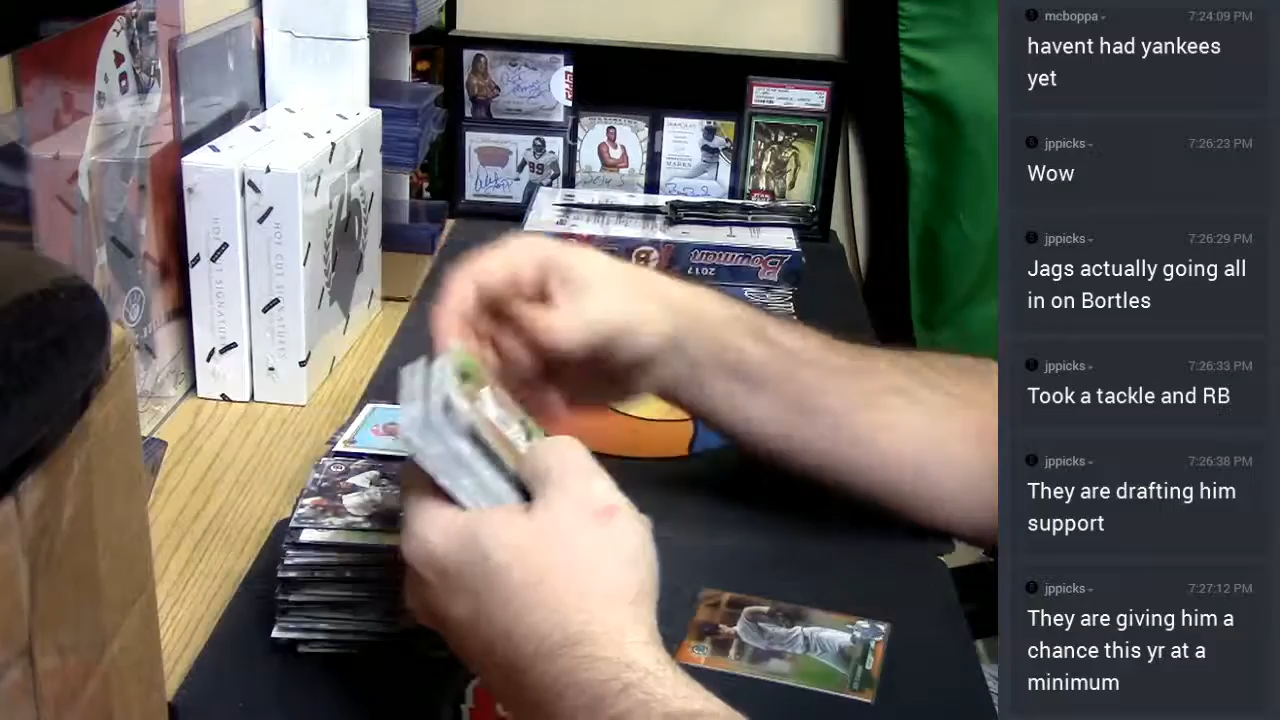 mcboppa
7:24:09 PM
havent had yankees
yet
jppicks
7:26:23 PM
Wow
jppicks
7:26:29 PM
Jags actually going all
in on Bortles
jppicks
7:26:33 PM
Took a tackle and RB
jppicks
7:26:38 PM
They are drafting him
support
jppicks
7:27:12 PM
They are giving him a
chance this yr at a
minimum
HOT CUT SIGNATURES
Bowman
2017
99